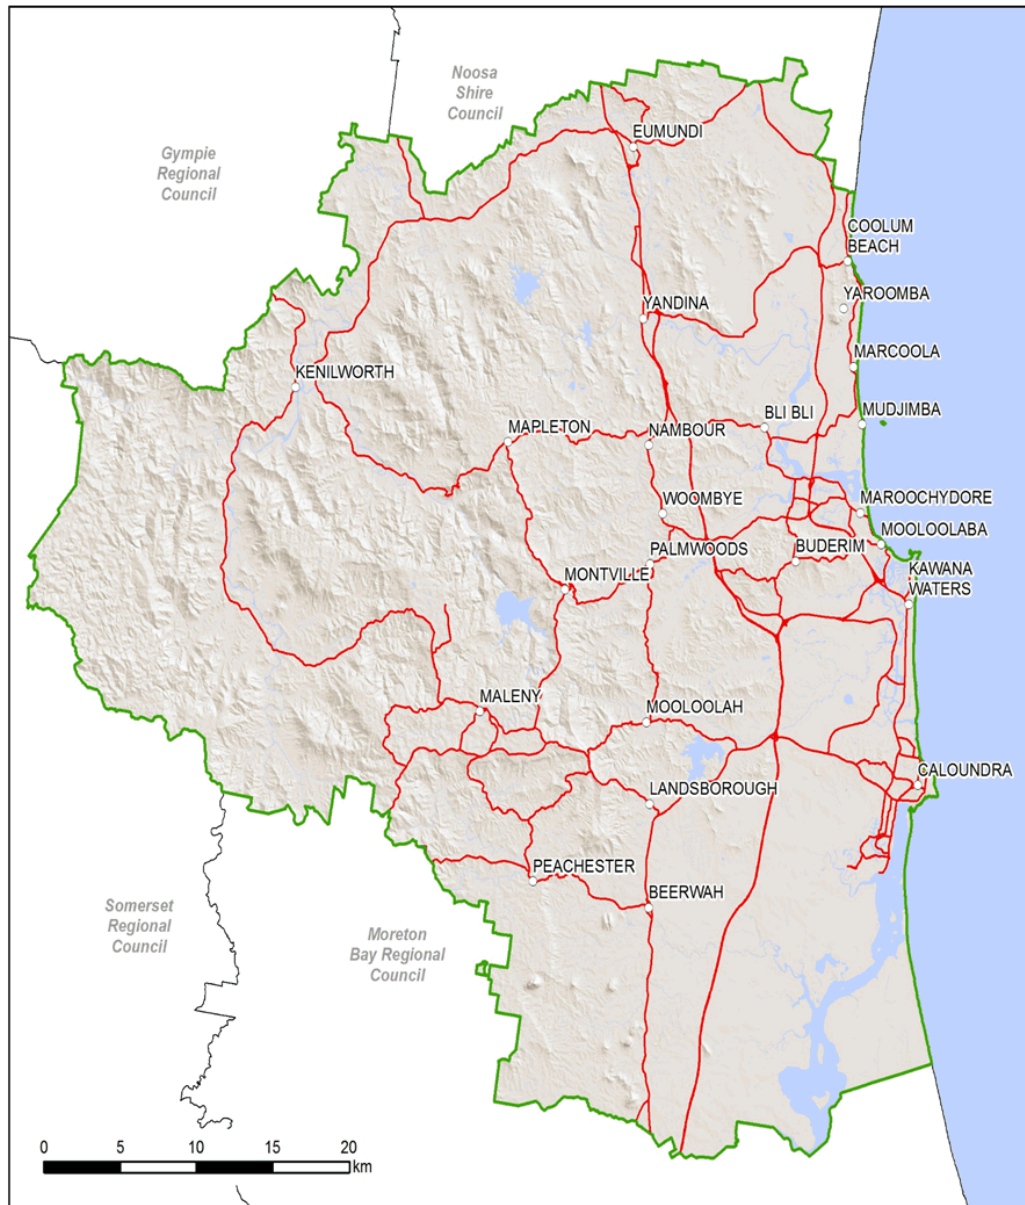 Noosa
Shire
Council
EUMUNDI
Gympie
Regional
Council
COOLUM
BEACH
YAROOMBA
YANDINA
MARCOOLA
KENILWORTH
BLI BLI
MUDJIMBA
MAPLETON
NAMBOUR
WOOMBYE
MAROOCHYDORE
MOOLOOLABA
PALMWOODS
BUDERIM
KAWANA
WATERS
MONTVILLE
MALENY
MOOLOOLAH
CALOUNDRA
LANDSBOROUGH
PEACHESTER
BEERWAH
Somerset
Regional
Council
Moreton
Bay Regional
Council
0 5 10 15 20
km